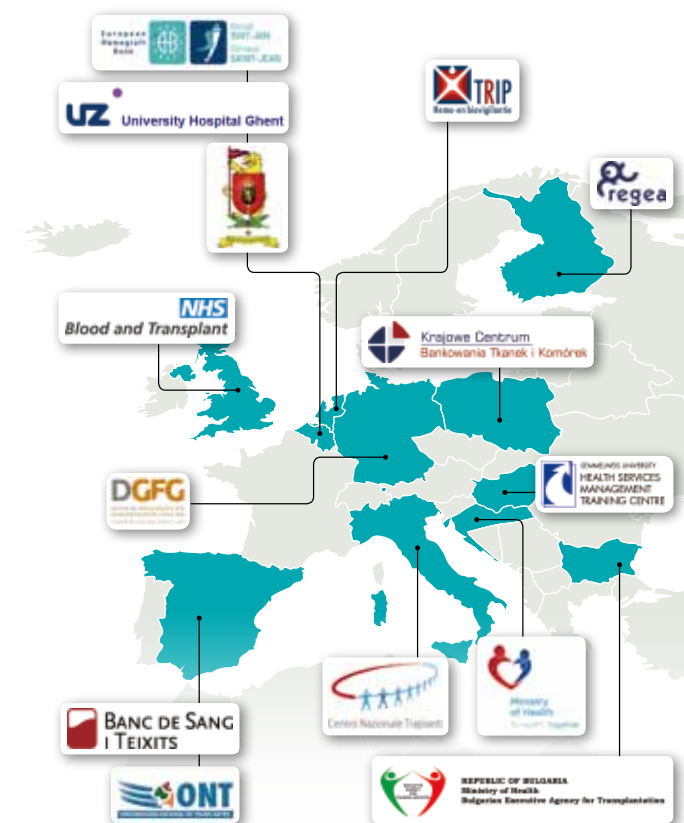 European
Homograft
Bank
SINT-JAN
SAINT-JEAN
UZ University Hospital Ghent
TRIP
Hemo-en biovigilantie
regea
NHS
Blood and Transplant
Krajowe Centrum
Bankowania Tkanek i Komórek
DGFG
SEMMELWEIS UNIVERSITY
HEALTH SERVICES
MANAGEMENT
TRAINING CENTRE
BANC DE SANG
I TEIXITS
Centro Nazionale Trapianti
Ministry
of Health
ONT
REPUBLIC OF BULGARIA
Ministry of Health
Bulgarian Executive Agency for Transplantation